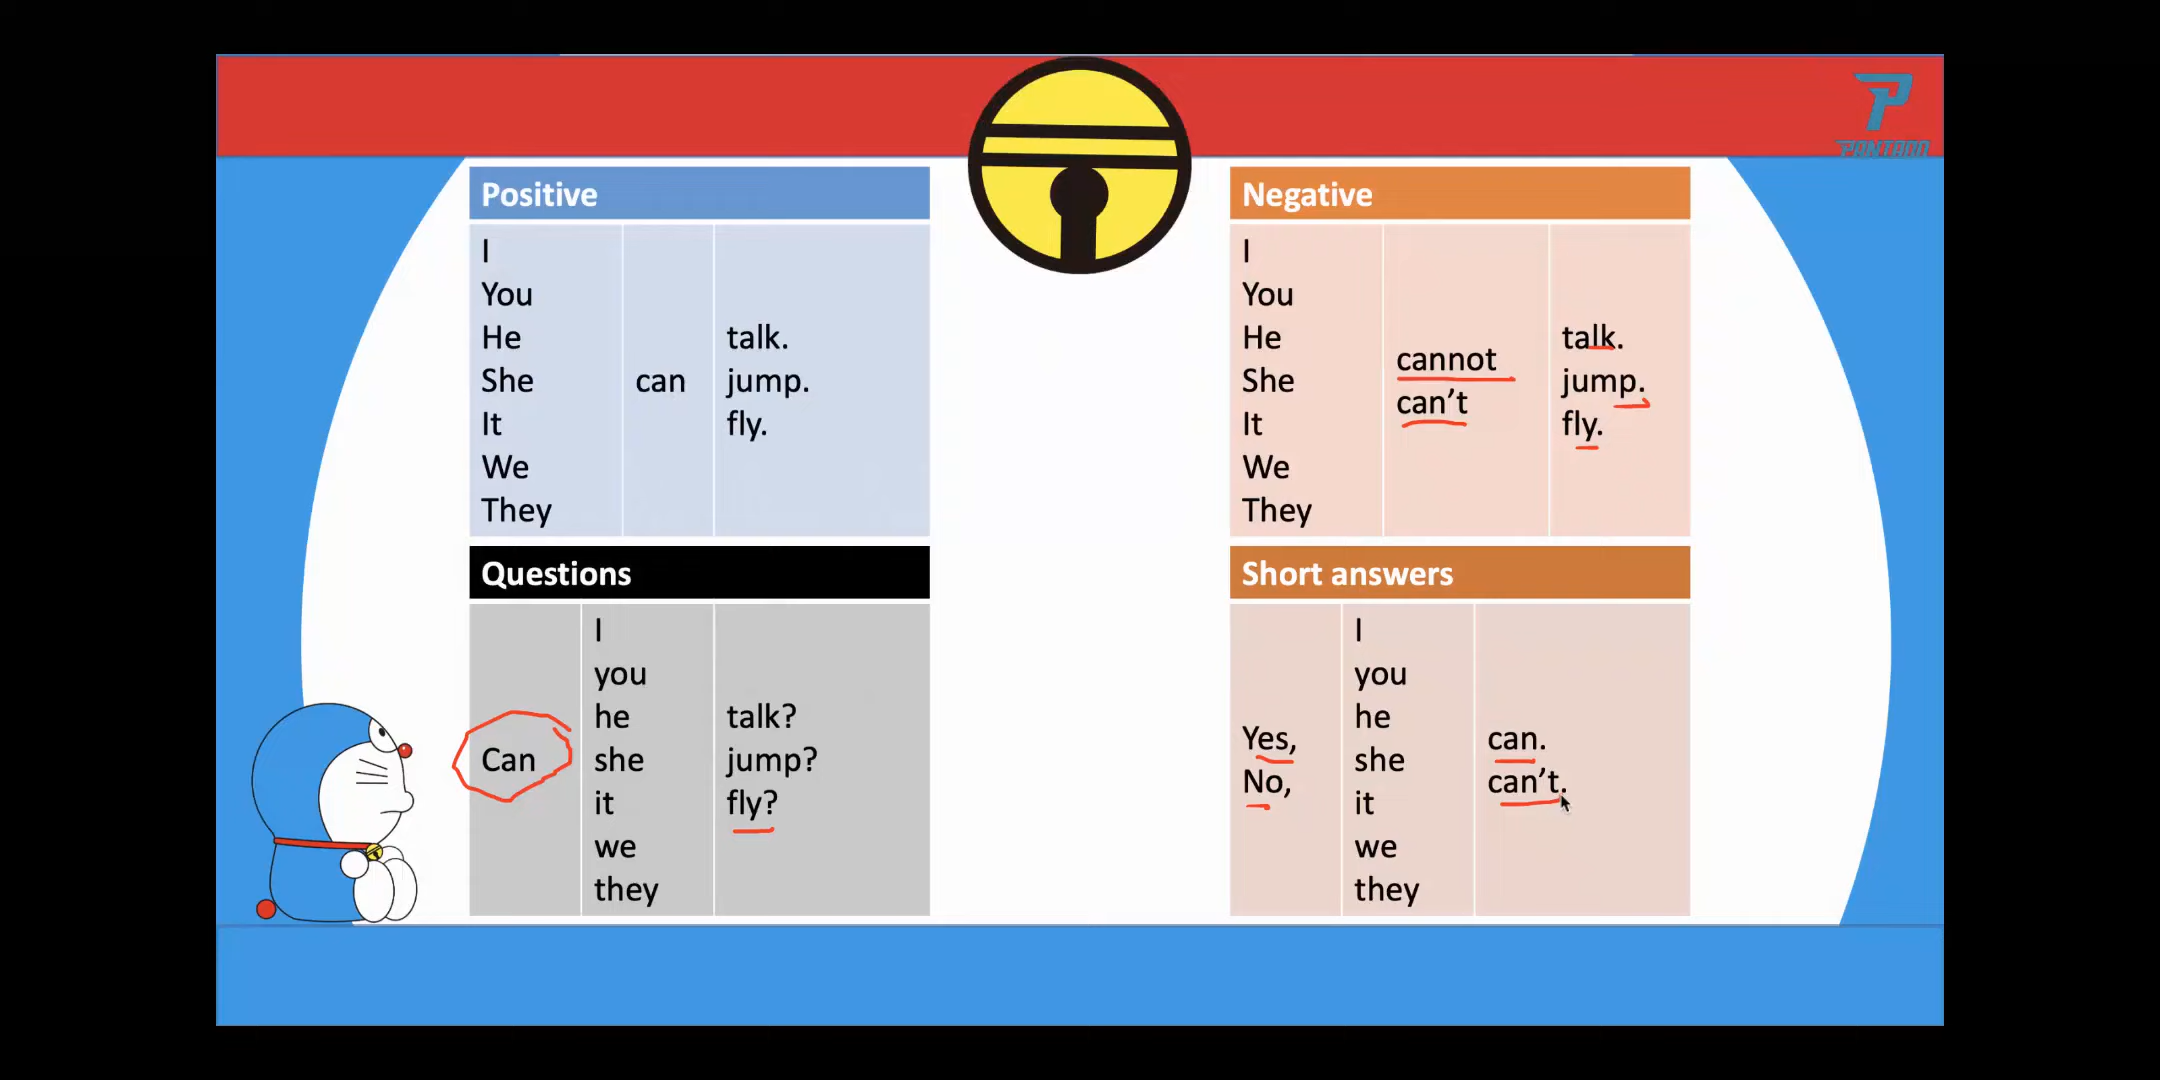 PANTARO
Positive
I
You
He
She
It
We
They
can
talk.
jump.
fly.
Negative
I
You
He
She
It
We
They
cannot
can't
talk.
jump.
fly.
Questions
Can
I
you
he
she
it
we
they
talk?
jump?
fly?
Short answers
Yes,
No,
I
you
he
she
it
we
they
can.
can't.